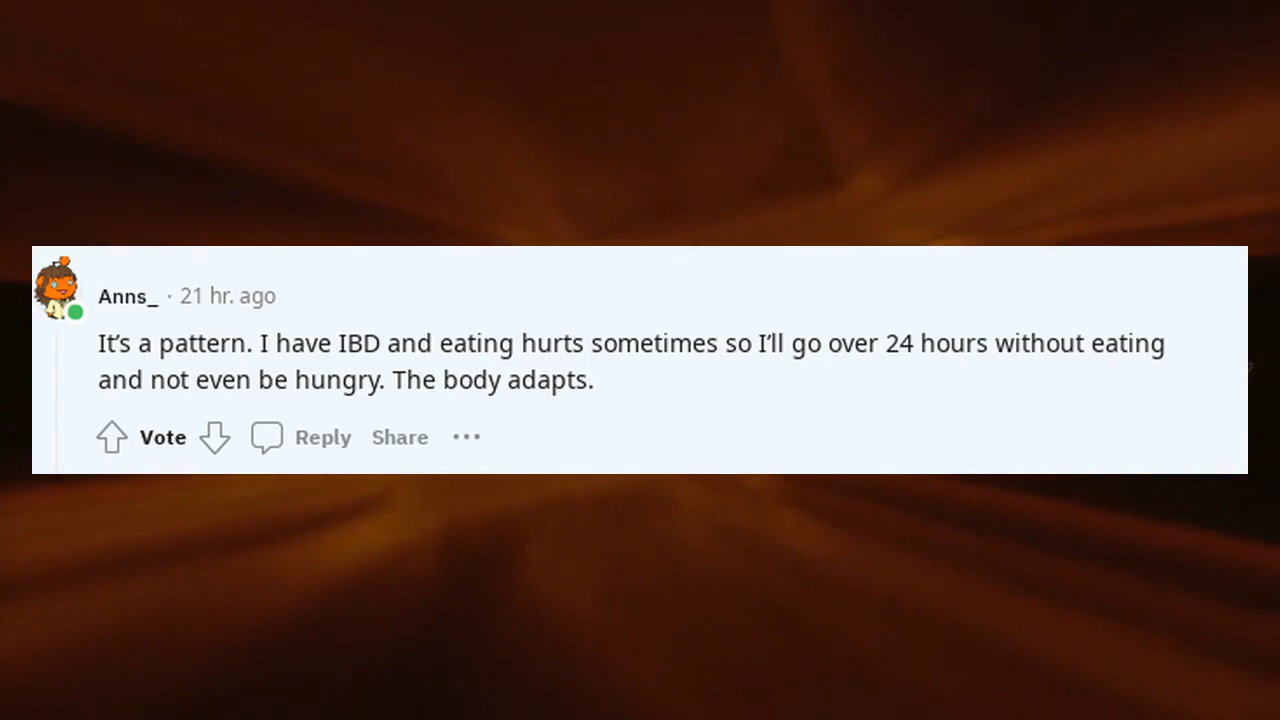 Anns_ · 21 hr. ago
It’s a pattern. I have IBD and eating hurts sometimes so I’ll go over 24 hours without eating
and not even be hungry. The body adapts.
Vote Reply Share •••